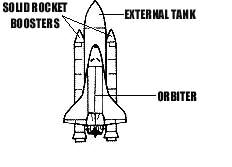 SOLID ROCKET
BOOSTERS
EXTERNAL TANK
ORBITER